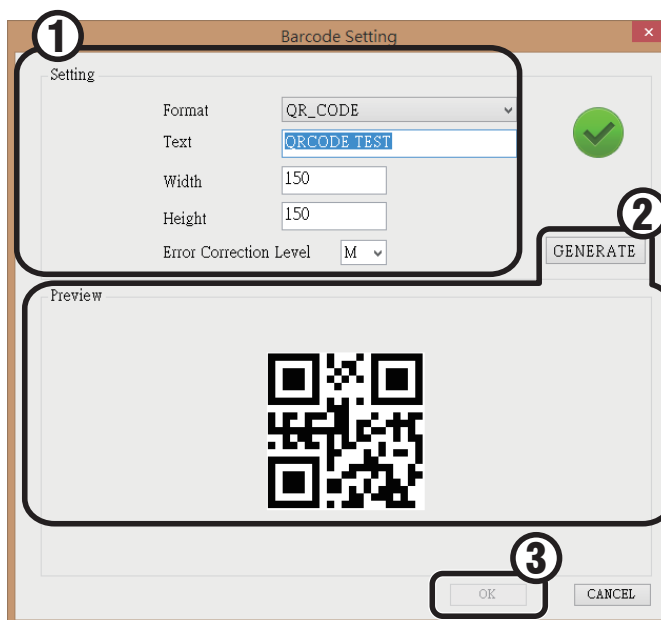 1
Barcode Setting
Setting
Format QR_CODE
Text QRCODE TEST
Width 150
Height 150
Error Correction Level M
2
GENERATE
Preview
3
OK CANCEL